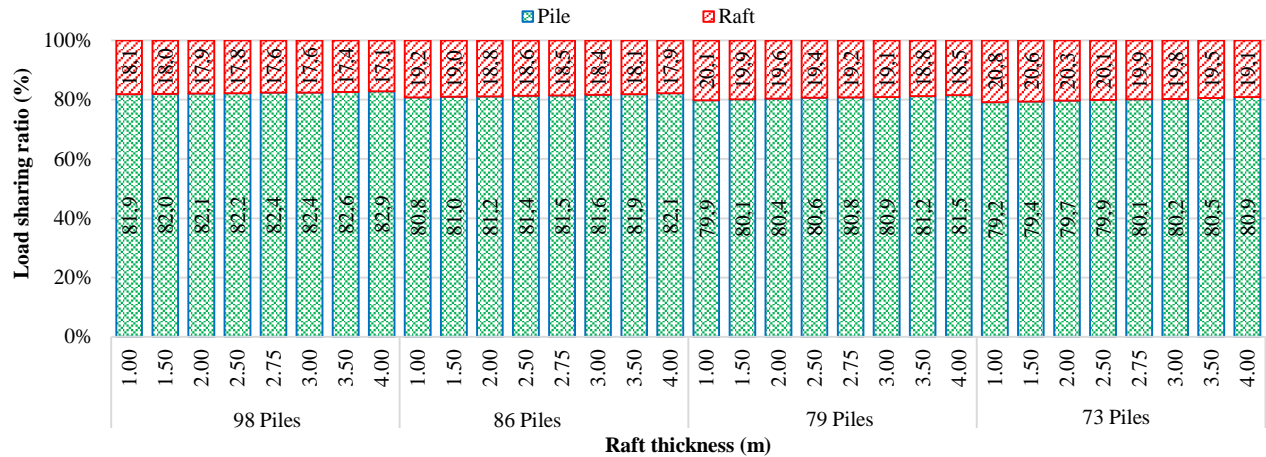 Pile Raft
Load sharing ratio (%)
100%
80%
60%
40%
20%
0%
18,1 18,0 17,9 17,8 17,6 17,6 17,4 17,1 19,2 19,0 18,8 18,6 18,5 18,4 18,1 17,9 20,1 19,9 19,6 19,4 19,2 19,1 18,8 18,5 20,8 20,6 20,3 20,1 19,9 19,8 19,5 19,1
81,9 82,0 82,1 82,2 82,4 82,4 82,6 82,9 80,8 81,0 81,2 81,4 81,5 81,6 81,9 82,1 79,9 80,1 80,4 80,6 80,8 80,9 81,2 81,5 79,2 79,4 79,7 79,9 80,1 80,2 80,5 80,9
1.00 1.50 2.00 2.50 2.75 3.00 3.50 4.00 1.00 1.50 2.00 2.50 2.75 3.00 3.50 4.00 1.00 1.50 2.00 2.50 2.75 3.00 3.50 4.00 1.00 1.50 2.00 2.50 2.75 3.00 3.50 4.00
98 Piles 86 Piles 79 Piles 73 Piles
Raft thickness (m)